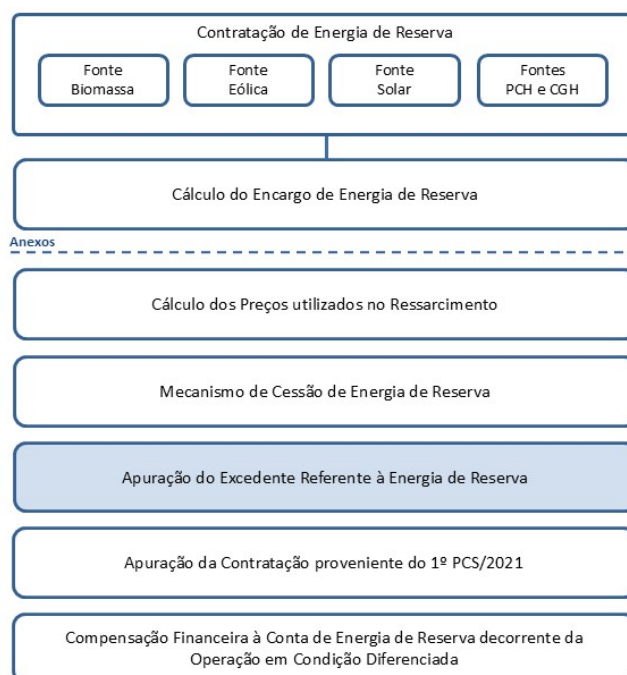 Contratação de Energia de Reserva
Fonte
Biomassa
Fonte
Eólica
Fonte
Solar
Fontes
PCH e CGH
Cálculo do Encargo de Energia de Reserva
Anexos
Cálculo dos Preços utilizados no Ressarcimento
Mecanismo de Cessão de Energia de Reserva
Apuração do Excedente Referente à Energia de Reserva
Apuração da Contratação proveniente do 1º PCS/2021
Compensação Financeira à Conta de Energia de Reserva decorrente da
Operação em Condição Diferenciada